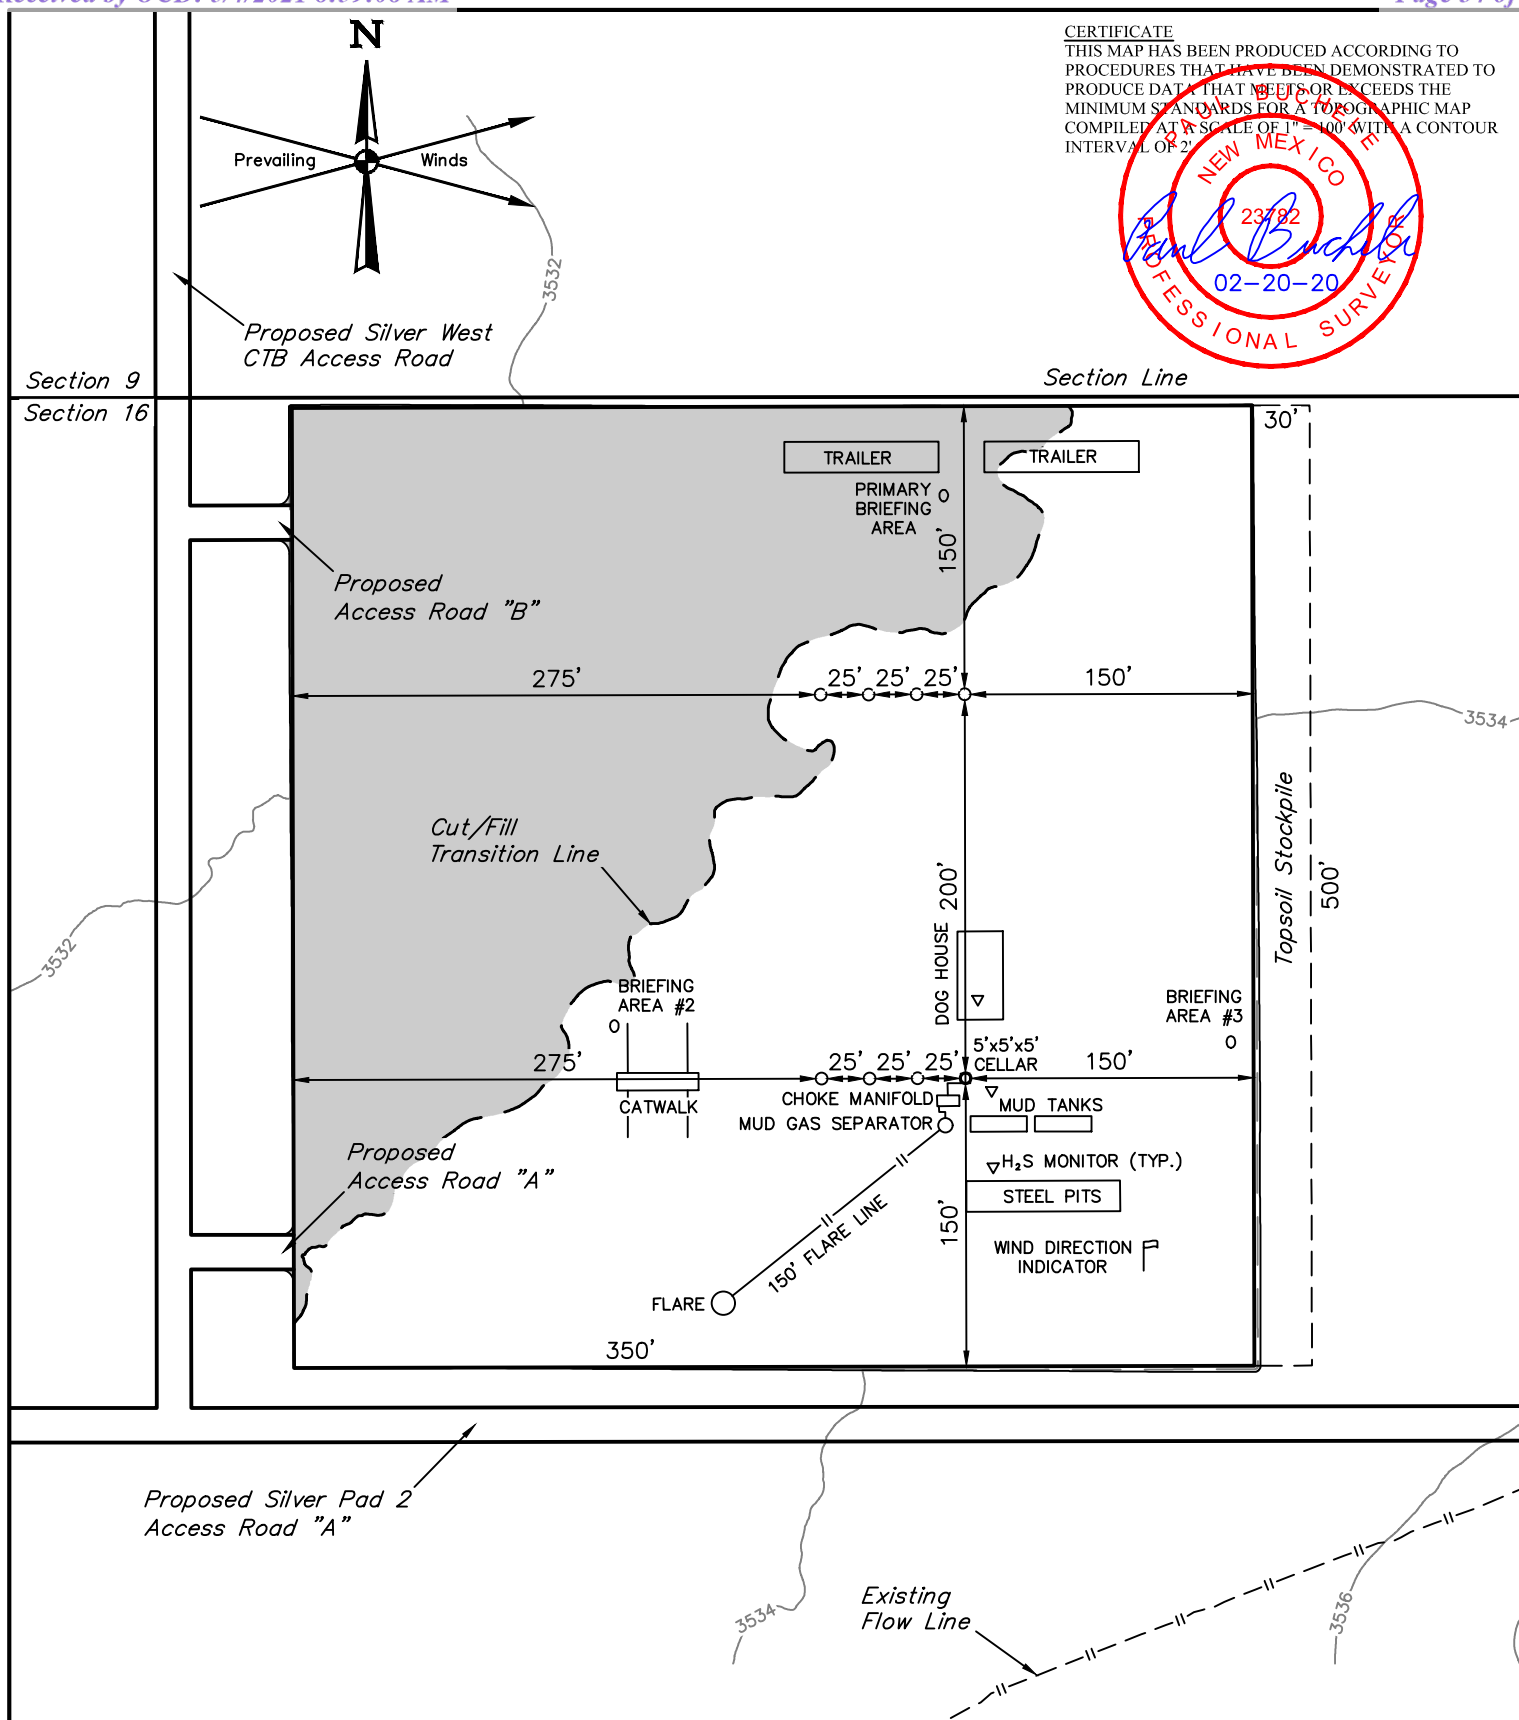 N
Prevailing Winds
CERTIFICATE
THIS MAP HAS BEEN PRODUCED ACCORDING TO
PROCEDURES THAT HAVE BEEN DEMONSTRATED TO
PRODUCE DATA THAT MEETS OR EXCEEDS THE
MINIMUM STANDARDS FOR A TOPOGRAPHIC MAP
COMPILED AT A SCALE OF 1" = 100' WITH A CONTOUR
INTERVAL OF 2'.
PAUL BUCHELE
NEW MEXICO
23782
Paul Buchele
02-20-20
PROFESSIONAL SURVEYOR
3532
Proposed Silver West
CTB Access Road
Section 9
Section Line
Section 16
30'
TRAILER
TRAILER
PRIMARY
BRIEFING
AREA
150'
Proposed
Access Road "B"
275'
25'
25'
25'
150'
3534
Cut/Fill
Transition Line
Topsoil Stockpile
500'
200'
DOG HOUSE
3532
BRIEFING
AREA #2
BRIEFING
AREA #3
5'x5'x5'
CELLAR
275'
25'
25'
25'
150'
CATWALK
CHOKE MANIFOLD
MUD TANKS
MUD GAS SEPARATOR
Proposed
Access Road "A"
H₂S MONITOR (TYP.)
STEEL PITS
150'
150' FLARE LINE
WIND DIRECTION
INDICATOR
FLARE
350'
Proposed Silver Pad 2
Access Road "A"
Existing
Flow Line
3534
3536